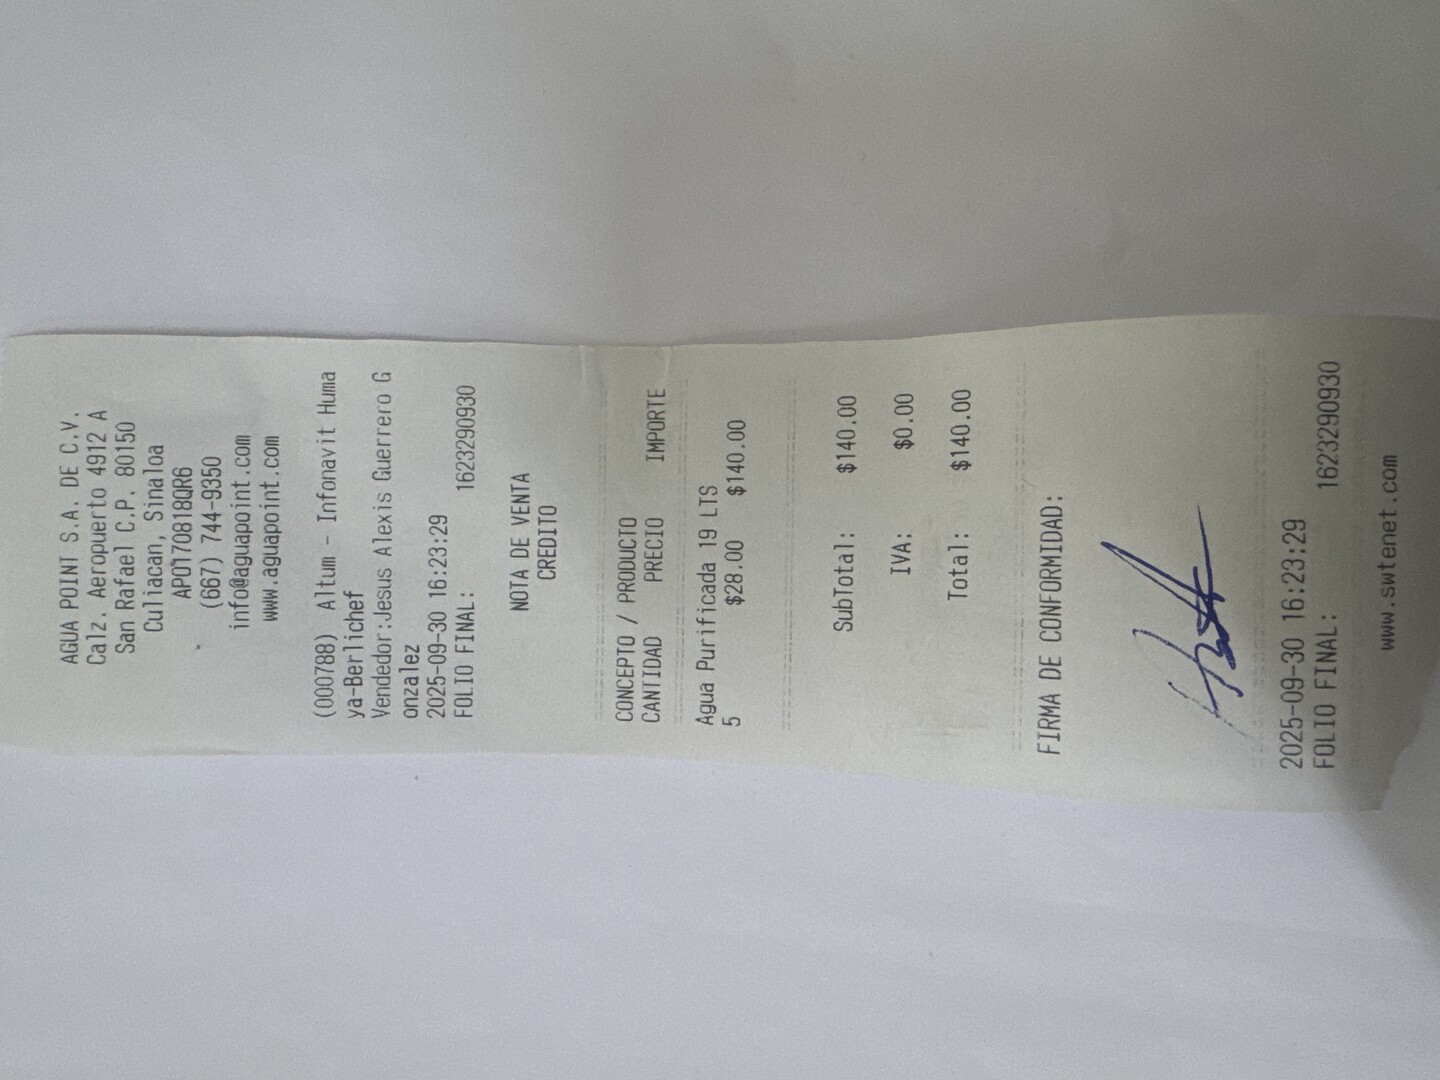 AGUA POINT S.A. DE C.V.
Calz. Aeropuerto 4912 A
San Rafael C.P. 80150
Culiacan, Sinaloa
APO170818QR6
(667) 744-9350
info@aguapoint.com
www.aguapoint.com
(000788) Altum - Infonavit Huma
ya-Berlichef
Vendedor:Jesus Alexis Guerrero G
onzalez
2025-09-30 16:23:29
FOLIO FINAL: 1623290930
NOTA DE VENTA
CREDITO
CONCEPTO / PRODUCTO
CANTIDAD PRECIO IMPORTE
Agua Purificada 19 LTS
5 $28.00 $140.00
SubTotal: $140.00
IVA: $0.00
Total: $140.00
FIRMA DE CONFORMIDAD:
2025-09-30 16:23:29
FOLIO FINAL: 1623290930
www.swtenet.com